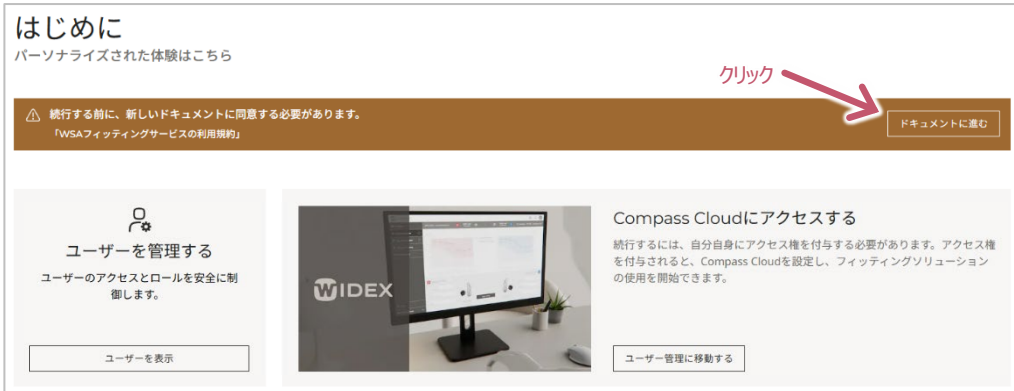 はじめに
パーソナライズされた体験はこちら
クリック
続行する前に、新しいドキュメントに同意する必要があります。
「WSAフィッティングサービスの利用規約」
ドキュメントに進む
ユーザーを管理する
ユーザーのアクセスとロールを安全に制
御します。
ユーザーを表示
WIDEX
Compass Cloudにアクセスする
続行するには、自分自身にアクセス権を付与する必要があります。アクセス権
を付与されると、Compass Cloudを設定し、フィッティングソリューション
の使用を開始できます。
ユーザー管理に移動する